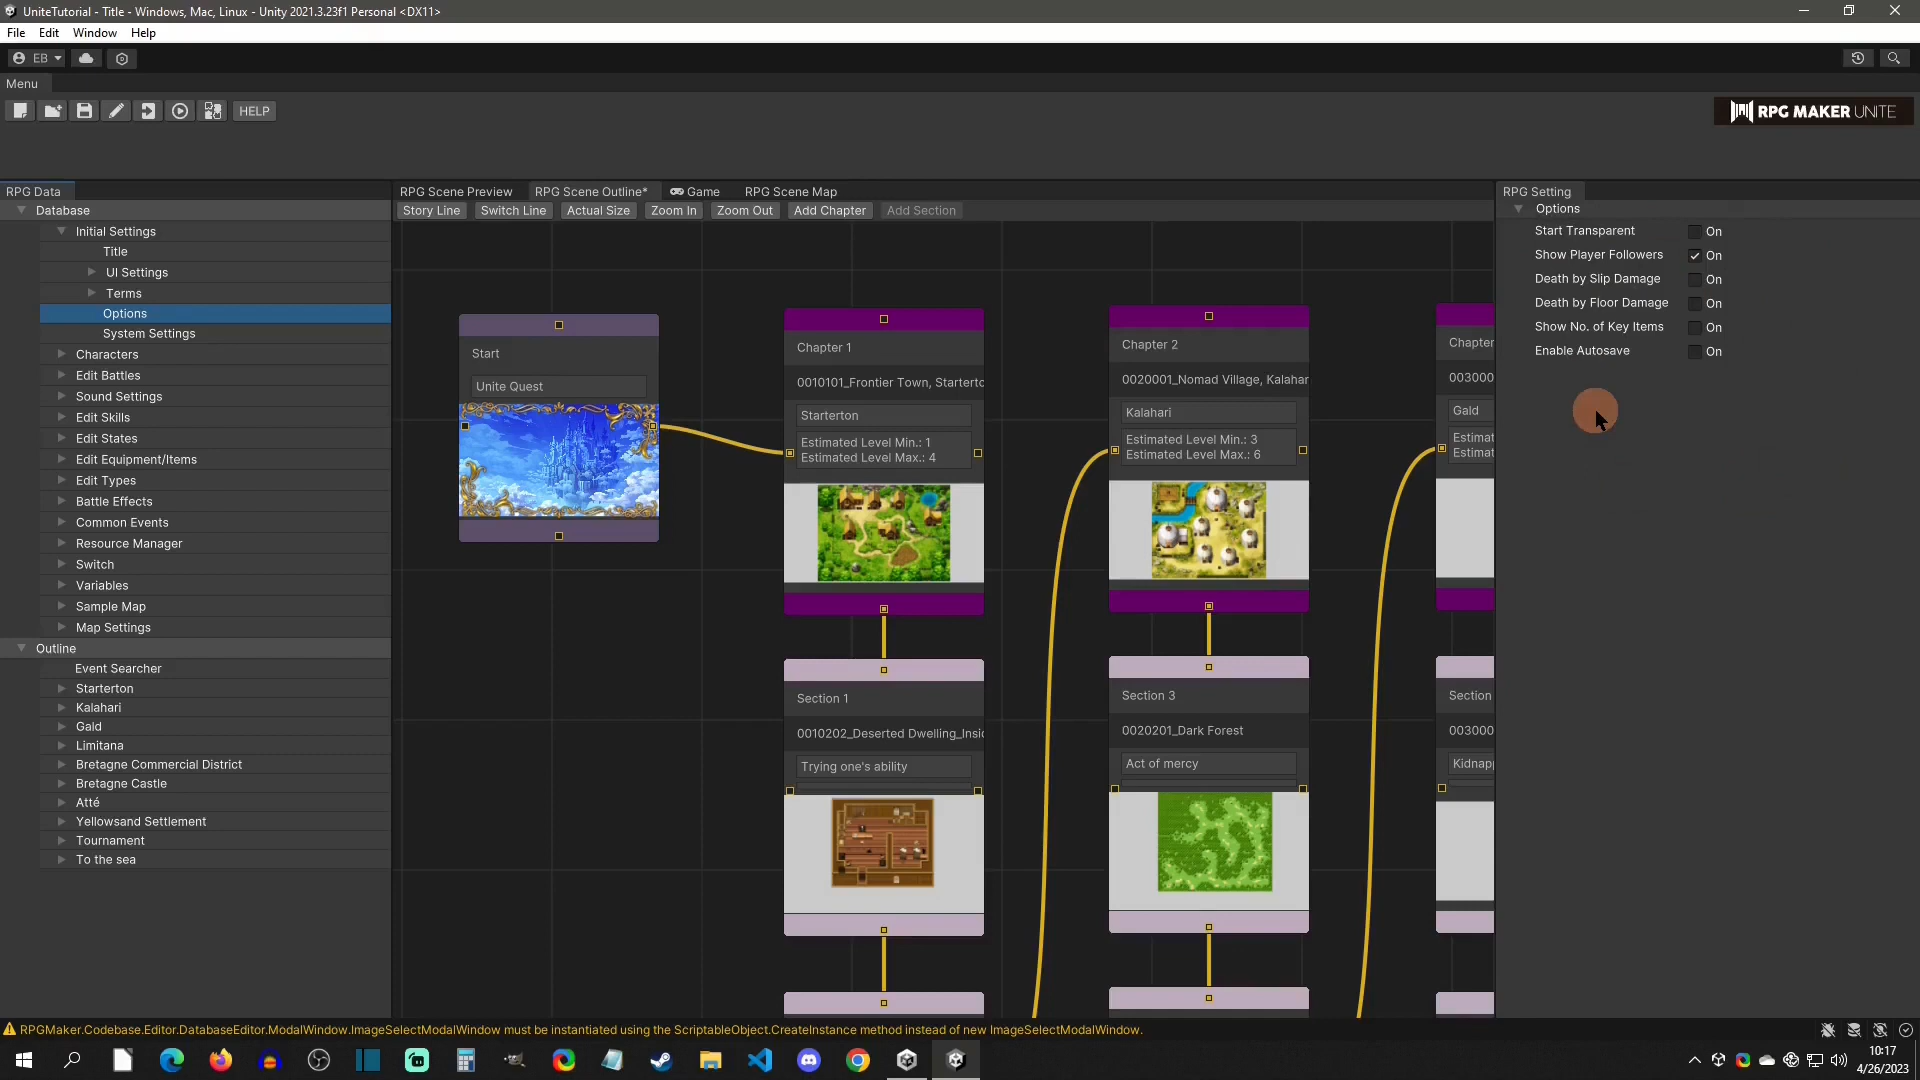 UniteTutorial - Title - Windows, Mac, Linux - Unity 2021.3.23f1 Personal <DX11>
File Edit Window Help
EB
Menu
HELP
RPG MAKER UNITE
RPG Data
Database
Initial Settings
Title
UI Settings
Terms
Options
System Settings
Characters
Edit Battles
Sound Settings
Edit Skills
Edit States
Edit Equipment/Items
Edit Types
Battle Effects
Common Events
Resource Manager
Switch
Variables
Sample Map
Map Settings
Outline
Event Searcher
Starterton
Kalahari
Gald
Limitana
Bretagne Commercial District
Bretagne Castle
Atté
Yellowsand Settlement
Tournament
To the sea
RPG Scene Preview RPG Scene Outline* Game RPG Scene Map
Story Line Switch Line Actual Size Zoom In Zoom Out Add Chapter Add Section
Start
Unite Quest
Chapter 1
0010101_Frontier Town, Starterto
Starterton
Estimated Level Min.: 1
Estimated Level Max.: 4
Section 1
0010202_Deserted Dwelling_Insi
Trying one's ability
Chapter 2
0020001_Nomad Village, Kalahar
Kalahari
Estimated Level Min.: 3
Estimated Level Max.: 6
Section 3
0020201_Dark Forest
Act of mercy
Chapter
003000
Gald
Estimat
Estimat
Section
003000
Kidnapp
RPG Setting
Options
Start Transparent On
Show Player Followers On
Death by Slip Damage On
Death by Floor Damage On
Show No. of Key Items On
Enable Autosave On
RPGMaker.Codebase.Editor.DatabaseEditor.ModalWindow.ImageSelectModalWindow must be instantiated using the ScriptableObject.CreateInstance method instead of new ImageSelectModalWindow.
10:17
4/26/2023